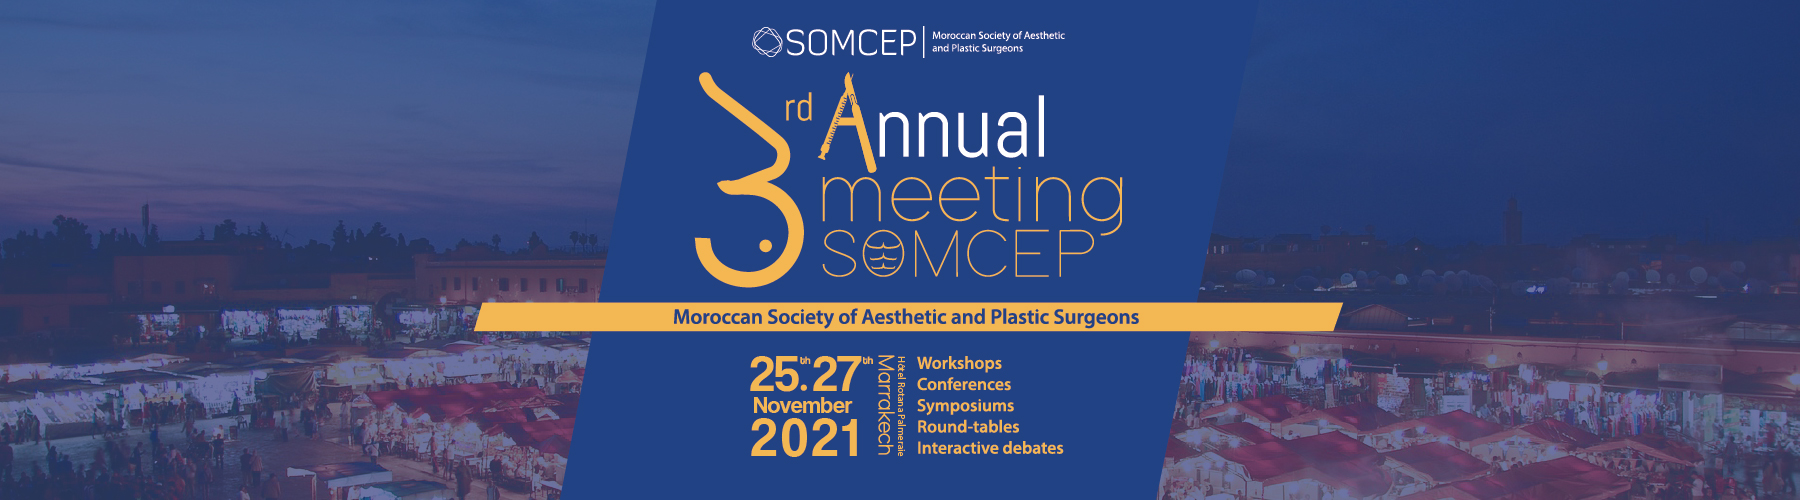 SOMCEP
Moroccan Society of Aesthetic
and Plastic Surgeons
3rd Annual
meeting
SOMCEP
Moroccan Society of Aesthetic and Plastic Surgeons
25th.27th
November
2021
Marrakech
Hôtel Rotana Palmeraie
Workshops
Conferences
Symposiums
Round-tables
Interactive debates